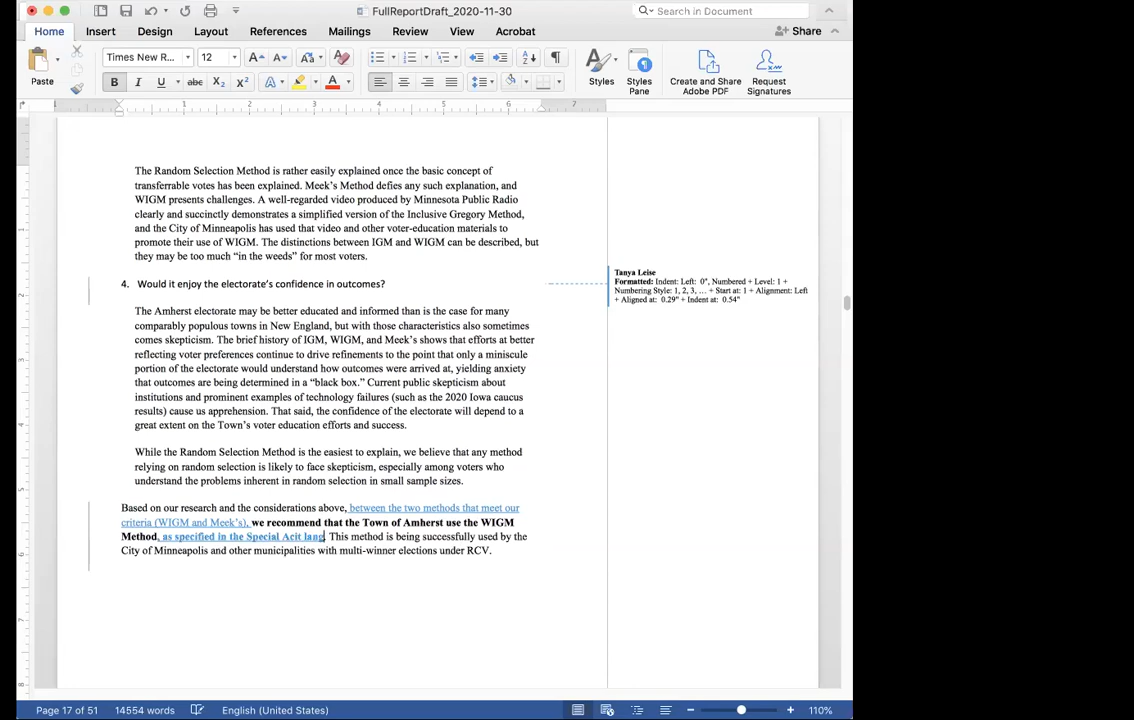 FullReportDraft_2020-11-30
Search in Document
Home Insert Design Layout References Mailings Review View Acrobat Share
Paste
Times New R... 12
Styles Styles Pane Create and Share Adobe PDF Request Signatures
The Random Selection Method is rather easily explained once the basic concept of
transferrable votes has been explained. Meek's Method defies any such explanation, and
WIGM presents challenges. A well-regarded video produced by Minnesota Public Radio
clearly and succinctly demonstrates a simplified version of the Inclusive Gregory Method,
and the City of Minneapolis has used that video and other voter-education materials to
promote their use of WIGM. The distinctions between IGM and WIGM can be described, but
they may be too much “in the weeds” for most voters.
4. Would it enjoy the electorate's confidence in outcomes?
Tanya Leise
Formatted: Indent: Left: 0", Numbered + Level: 1 +
Numbering Style: 1, 2, 3, ... + Start at: 1 + Alignment: Left
+ Aligned at: 0.29" + Indent at: 0.54"
The Amherst electorate may be better educated and informed than is the case for many
comparably populous towns in New England, but with those characteristics also sometimes
comes skepticism. The brief history of IGM, WIGM, and Meek's shows that efforts at better
reflecting voter preferences continue to drive refinements to the point that only a miniscule
portion of the electorate would understand how outcomes were arrived at, yielding anxiety
that outcomes are being determined in a “black box.” Current public skepticism about
institutions and prominent examples of technology failures (such as the 2020 Iowa caucus
results) cause us apprehension. That said, the confidence of the electorate will depend to a
great extent on the Town's voter education efforts and success.
While the Random Selection Method is the easiest to explain, we believe that any method
relying on random selection is likely to face skepticism, especially among voters who
understand the problems inherent in random selection in small sample sizes.
Based on our research and the considerations above, between the two methods that meet our
criteria (WIGM and Meek's), we recommend that the Town of Amherst use the WIGM
Method, as specified in the Special Acit lang. This method is being successfully used by the
City of Minneapolis and other municipalities with multi-winner elections under RCV.
Page 17 of 51 14554 words English (United States) 110%